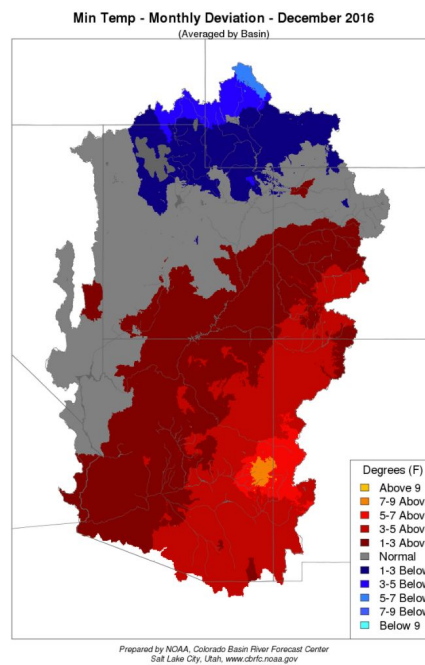 Min Temp - Monthly Deviation - December 2016
(Averaged by Basin)
Degrees (F)
Above 9
7-9 Above
5-7 Above
3-5 Above
1-3 Above
Normal
1-3 Below
3-5 Below
5-7 Below
7-9 Below
Below 9
Prepared by NOAA, Colorado Basin River Forecast Center
Salt Lake City, Utah, www.cbrfc.noaa.gov